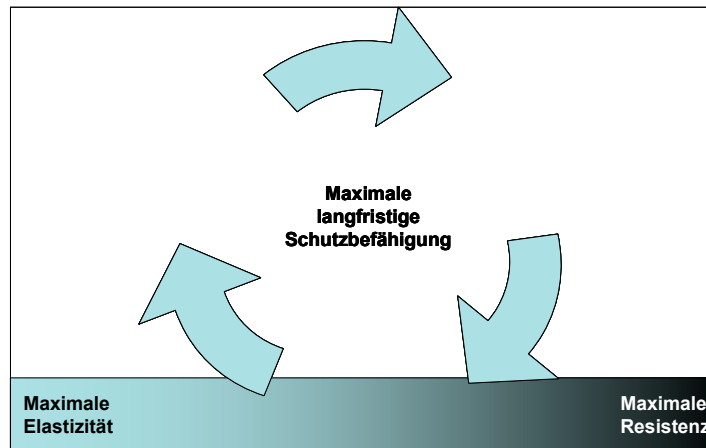 Maximale
langfristige
Schutzbefähigung
Maximale
Elastizität
Maximale
Resistenz